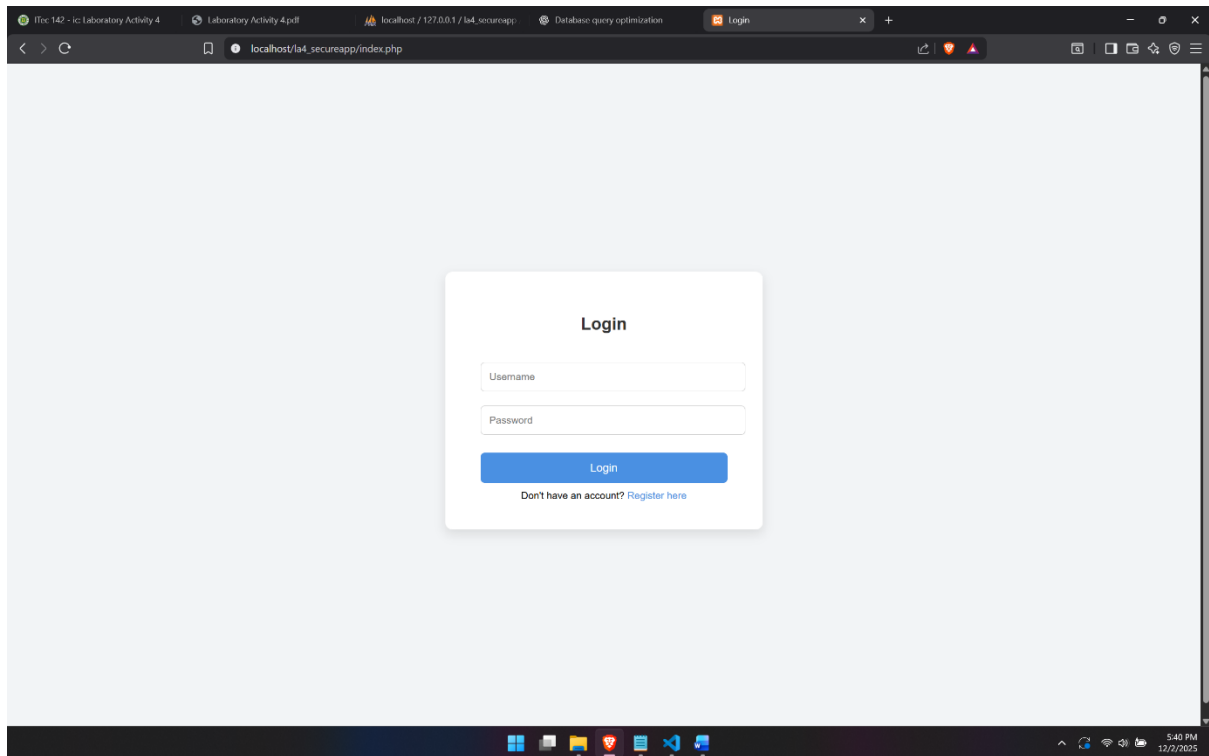 ITec 142 - ic: Laboratory Activity 4
Laboratory Activity 4.pdf
localhost / 127.0.0.1 / la4_secureapp
Database query optimization
Login
localhost/la4_secureapp/index.php
Login
Username
Password
Login
Don't have an account? Register here
5:40 PM
12/2/2025